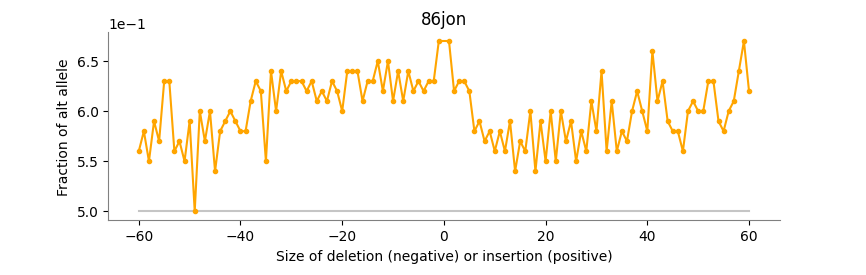 86jon
1e−1
6.5
6.0
5.5
5.0
Fraction of alt allele
−60
−40
−20
0
20
40
60
Size of deletion (negative) or insertion (positive)